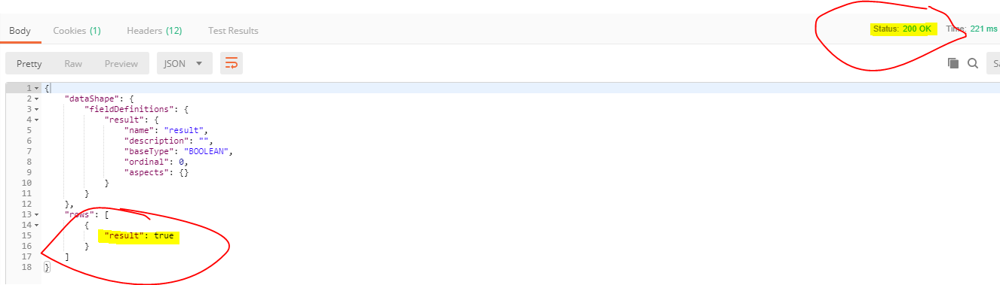 Body Cookies (1) Headers (12) Test Results Status: 200 OK Time: 221 ms
Pretty Raw Preview JSON Sa
1 {
2 "dataShape": {
3 "fieldDefinitions": {
4 "result": {
5 "name": "result",
6 "description": "",
7 "baseType": "BOOLEAN",
8 "ordinal": 0,
9 "aspects": {}
10 }
11 }
12 },
13 "rows": [
14 {
15 "result": true
16 }
17 ]
18 }